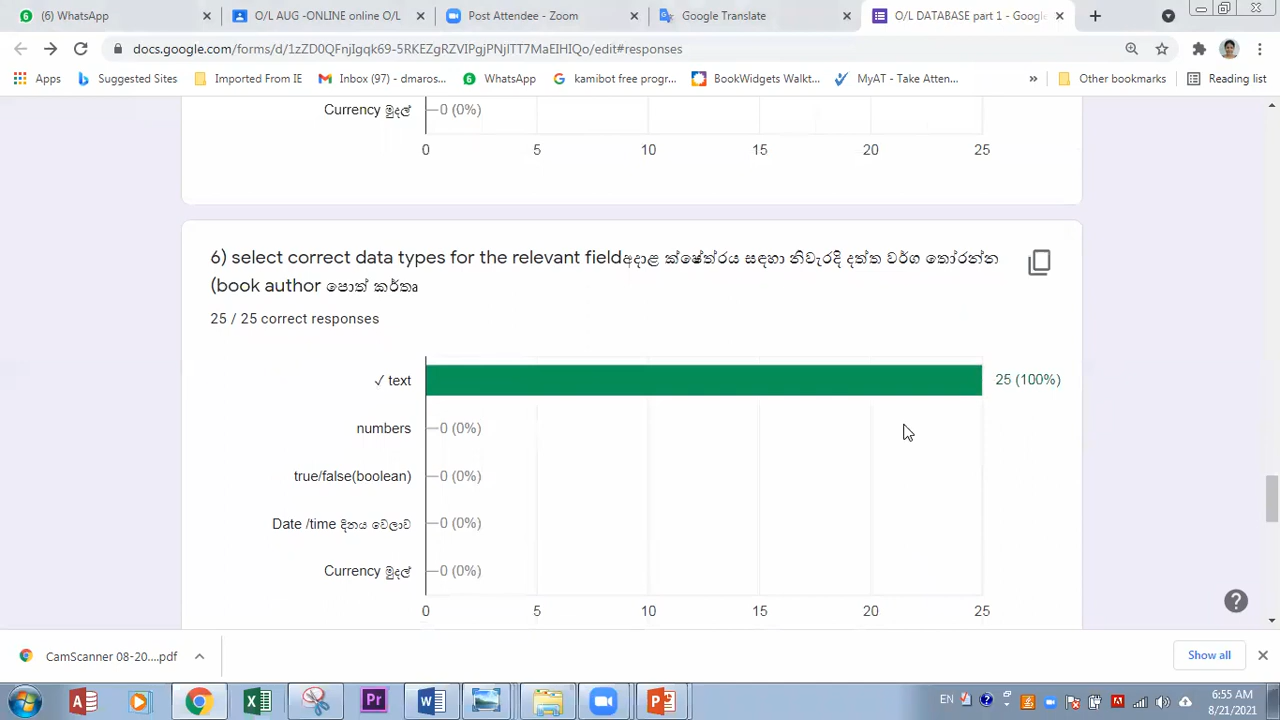 (6) WhatsApp
O/L AUG -ONLINE online O/L
Post Attendee - Zoom
Google Translate
O/L DATABASE part 1 - Google
docs.google.com/forms/d/1zZD0QFnjIgqk69-5RKEZgRZVIPgjPNjITT7MaEIHIQo/edit#responses
Apps
Suggested Sites
Imported From IE
Inbox (97) - dmaros...
WhatsApp
kamibot free progr...
BookWidgets Walkt...
MyAT - Take Atten...
»
Other bookmarks
Reading list
Currency මුදල් 0 (0%)
0 5 10 15 20 25
6) select correct data types for the relevant fieldඅදාළ ක්ෂේත්රය සඳහා නිවැරදි දත්ත වර්ග තෝරන්න
(book author පොත් කර්තෘ
25 / 25 correct responses
✓ text 25 (100%)
numbers 0 (0%)
true/false(boolean) 0 (0%)
Date /time දිනය වෙලාව 0 (0%)
Currency මුදල් 0 (0%)
0 5 10 15 20 25
CamScanner 08-20....pdf
Show all
EN
6:55 AM
8/21/2021